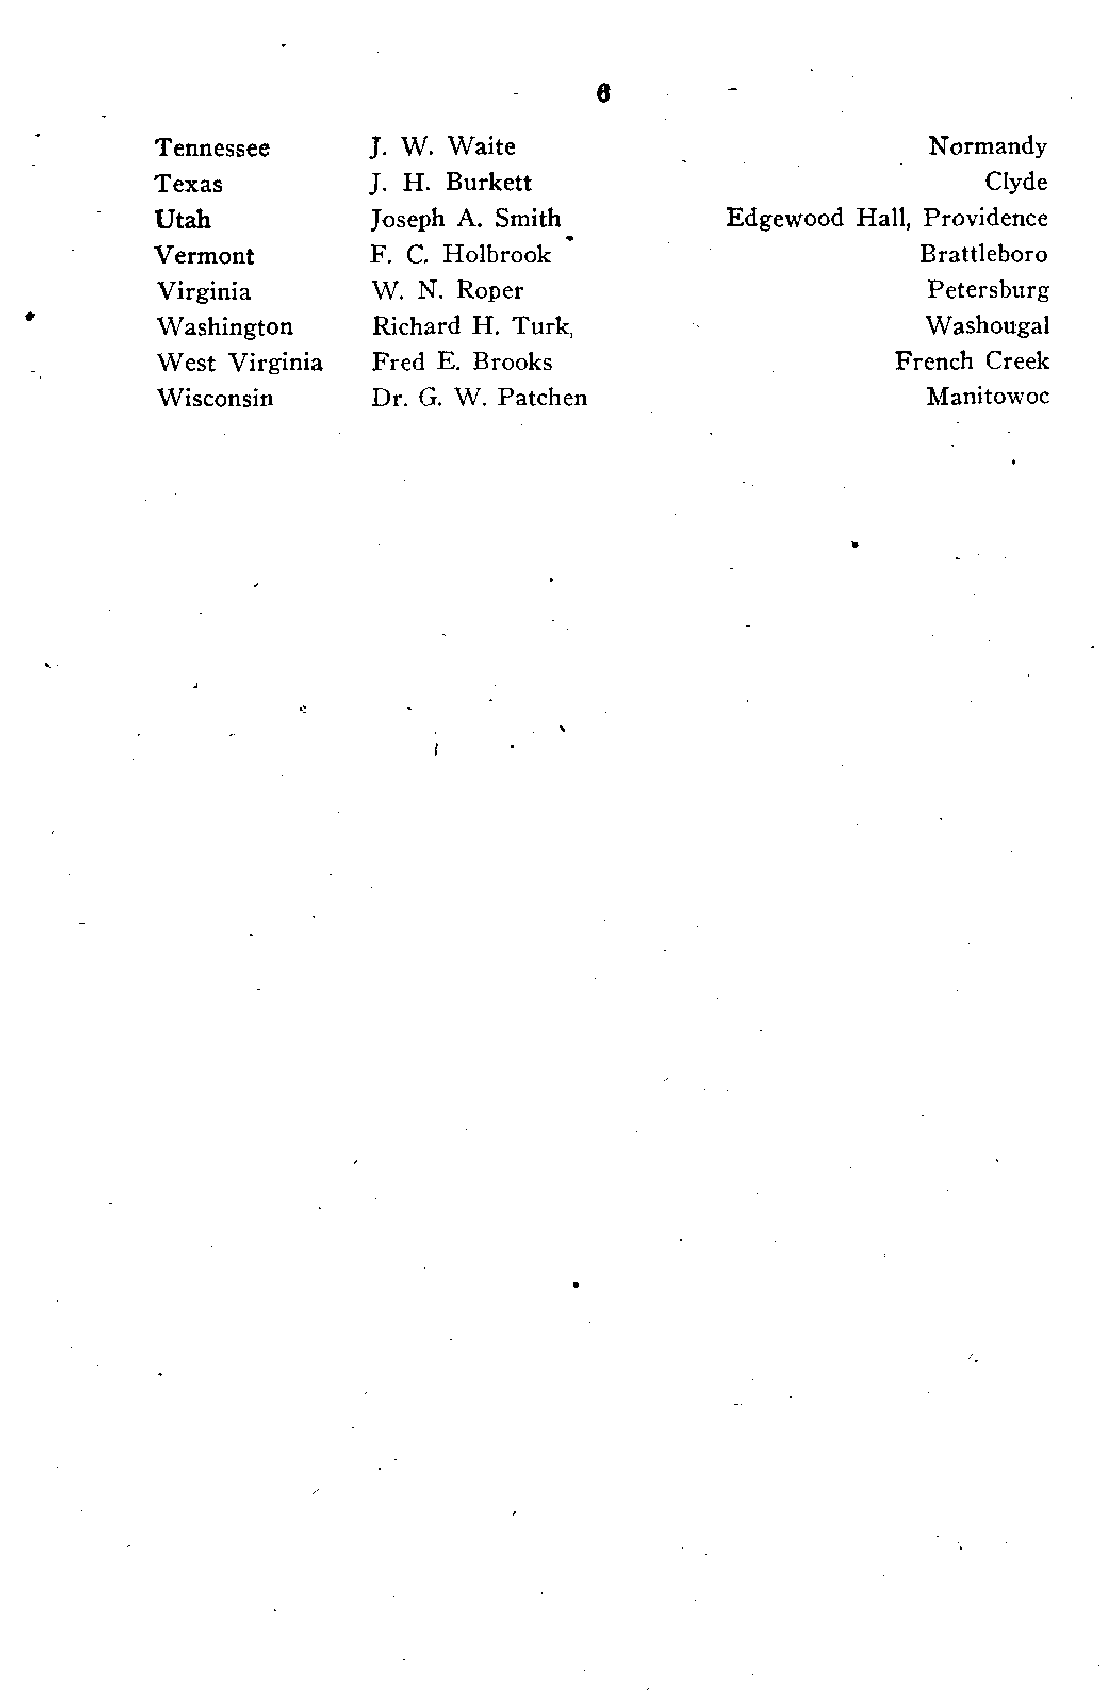 6
Tennessee J. W. Waite Normandy
Texas J. H. Burkett Clyde
Utah Joseph A. Smith Edgewood Hall, Providence
Vermont F. C. Holbrook Brattleboro
Virginia W. N. Roper Petersburg
Washington Richard H. Turk, Washougal
West Virginia Fred E. Brooks French Creek
Wisconsin Dr. G. W. Patchen Manitowoc